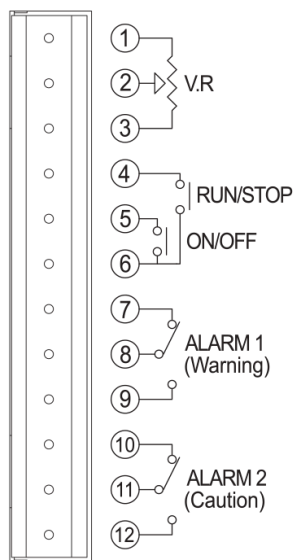 1
2 V.R
3
4
RUN/STOP
5
ON/OFF
6
7
ALARM 1
8
(Warning)
9
10
ALARM 2
11
(Caution)
12